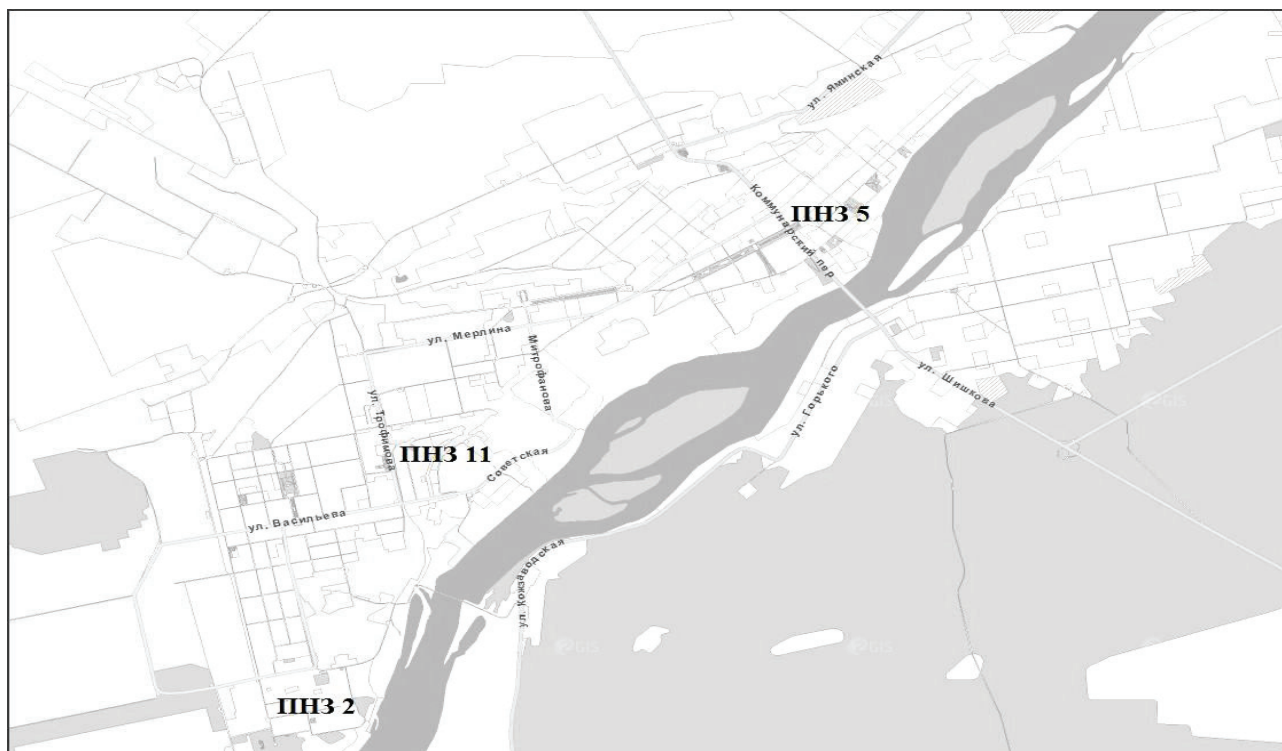 ул. Яминская
Коммунарский пер
ПНЗ 5
ул. Мерлина
Митрофанова
ул. Горького
ул. Шишкова
ул. Трофимова
ПНЗ 11
Советская
ул. Васильева
ул. Кожзаводская
ПНЗ 2